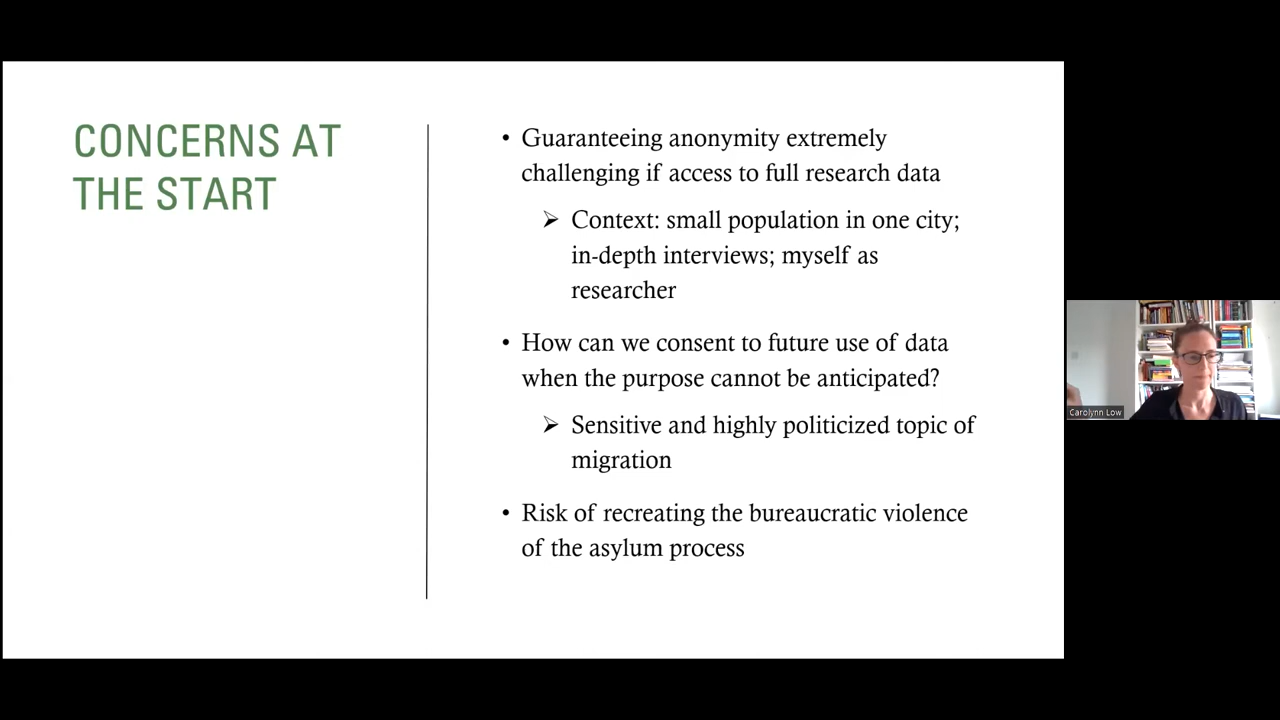 CONCERNS AT
THE START
• Guaranteeing anonymity extremely
challenging if access to full research data
➢ Context: small population in one city;
in-depth interviews; myself as
researcher
• How can we consent to future use of data
when the purpose cannot be anticipated?
➢ Sensitive and highly politicized topic of
migration
• Risk of recreating the bureaucratic violence
of the asylum process
Carolynn Low